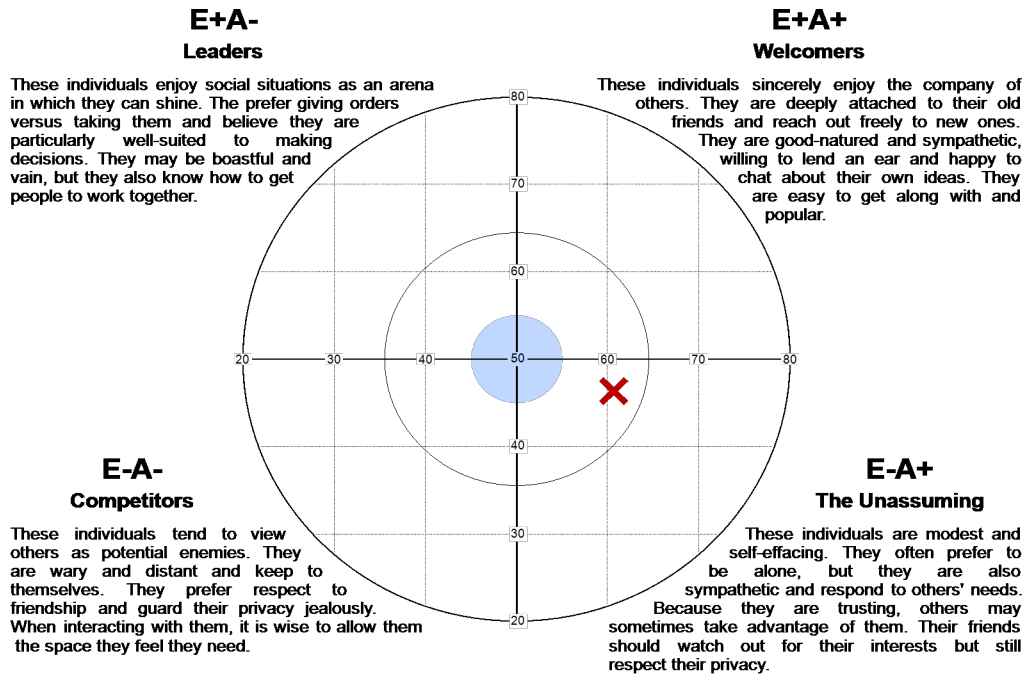 E+A-
Leaders
These individuals enjoy social situations as an arena
in which they can shine. The prefer giving orders
versus taking them and believe they are
particularly well-suited to making
decisions. They may be boastful and
vain, but they also know how to get
people to work together.
E+A+
Welcomers
These individuals sincerely enjoy the company of
others. They are deeply attached to their old
friends and reach out freely to new ones.
They are good-natured and sympathetic,
willing to lend an ear and happy to
chat about their own ideas. They
are easy to get along with and
popular.
80
70
60
20 30 40 50 60 70 80
40
30
20
E-A-
Competitors
These individuals tend to view
others as potential enemies. They
are wary and distant and keep to
themselves. They prefer respect to
friendship and guard their privacy jealously.
When interacting with them, it is wise to allow them
the space they feel they need.
E-A+
The Unassuming
These individuals are modest and
self-effacing. They often prefer to
be alone, but they are also
sympathetic and respond to others' needs.
Because they are trusting, others may
sometimes take advantage of them. Their friends
should watch out for their interests but still
respect their privacy.